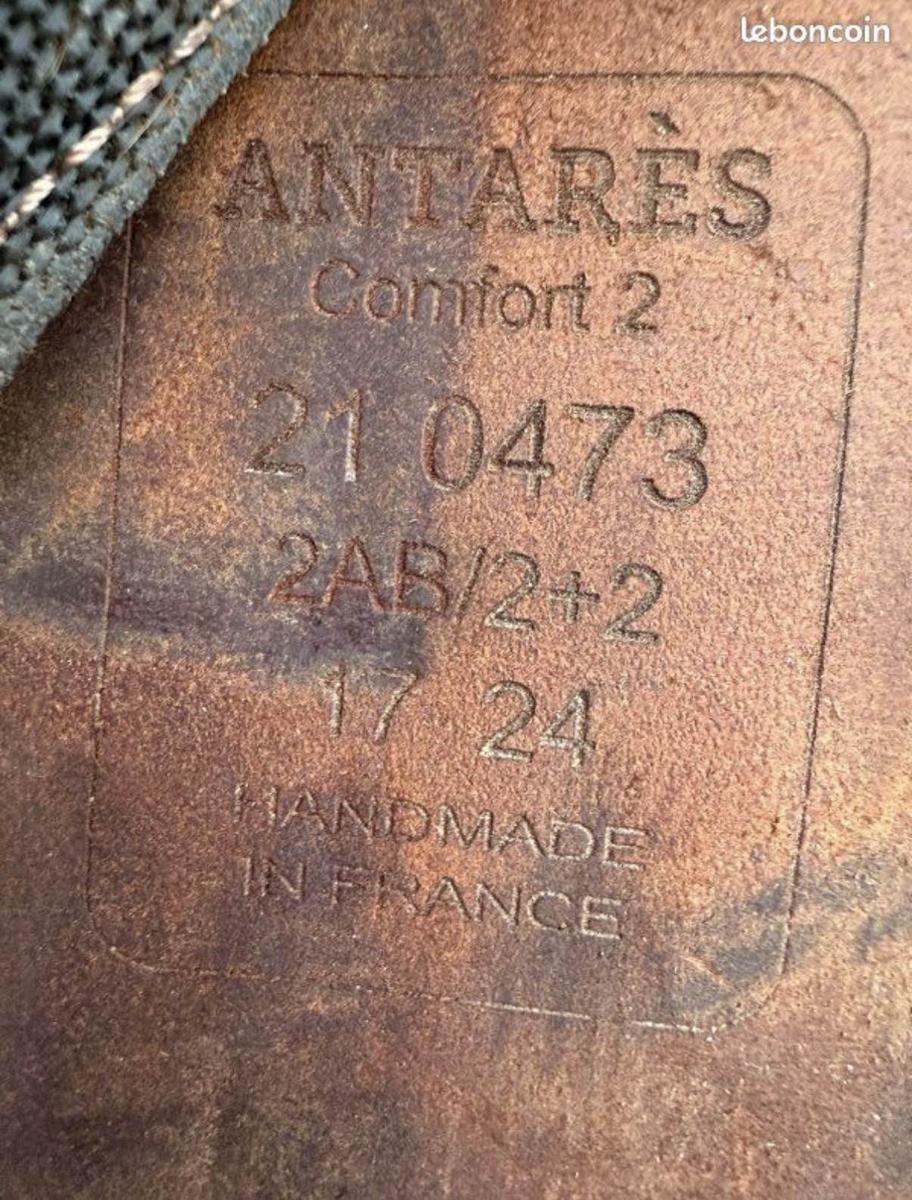 leboncoin
ANTARÈS
Comfort 2
21 0473
2AB/2+2
17 24
HANDMADE
IN FRANCE